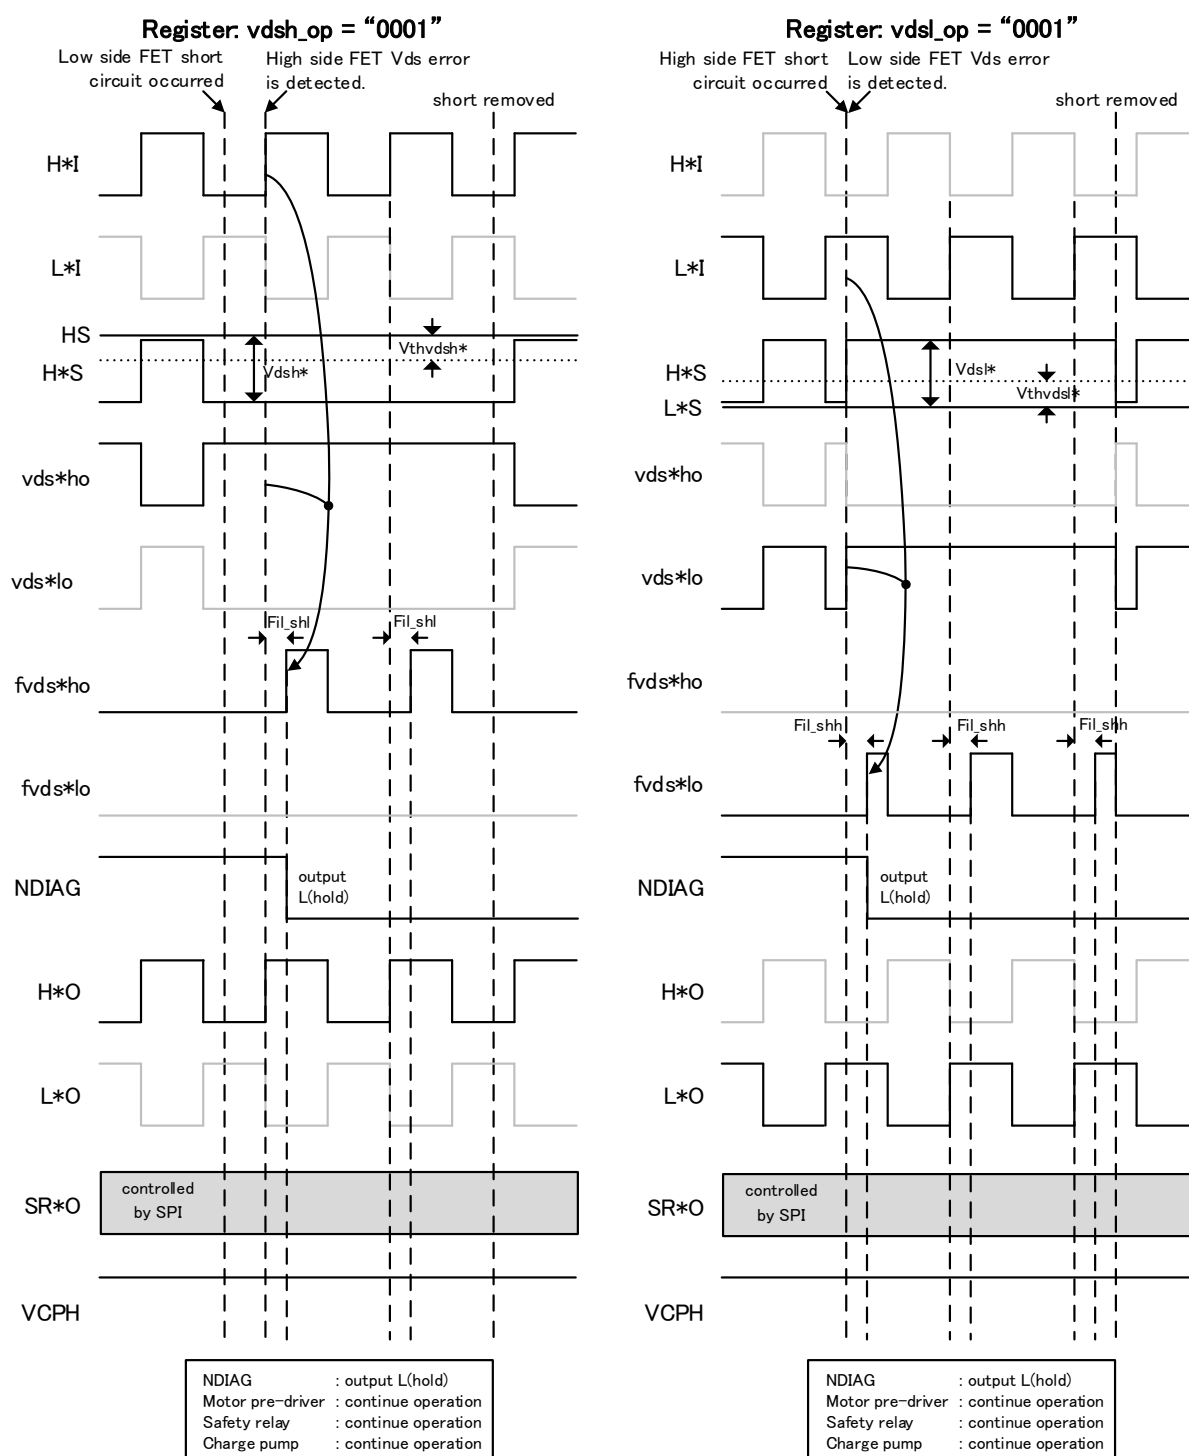 Register: vdsh_op = “0001”
Low side FET short
circuit occurred
High side FET Vds error
is detected.
short removed
H*I
L*I
HS
Vthvdsh*
H*S
Vdsh*
vds*ho
vds*lo
Fil_shl
Fil_shl
fvds*ho
fvds*lo
NDIAG
output
L(hold)
H*O
L*O
SR*O
controlled
by SPI
VCPH
NDIAG : output L(hold)
Motor pre-driver : continue operation
Safety relay : continue operation
Charge pump : continue operation
Register: vdsl_op = “0001”
High side FET short
circuit occurred
Low side FET Vds error
is detected.
short removed
H*I
L*I
H*S
Vdsl*
Vthvdsl*
L*S
vds*ho
vds*lo
fvds*ho
Fil_shh
Fil_shh
Fil_shh
fvds*lo
NDIAG
output
L(hold)
H*O
L*O
SR*O
controlled
by SPI
VCPH
NDIAG : output L(hold)
Motor pre-driver : continue operation
Safety relay : continue operation
Charge pump : continue operation